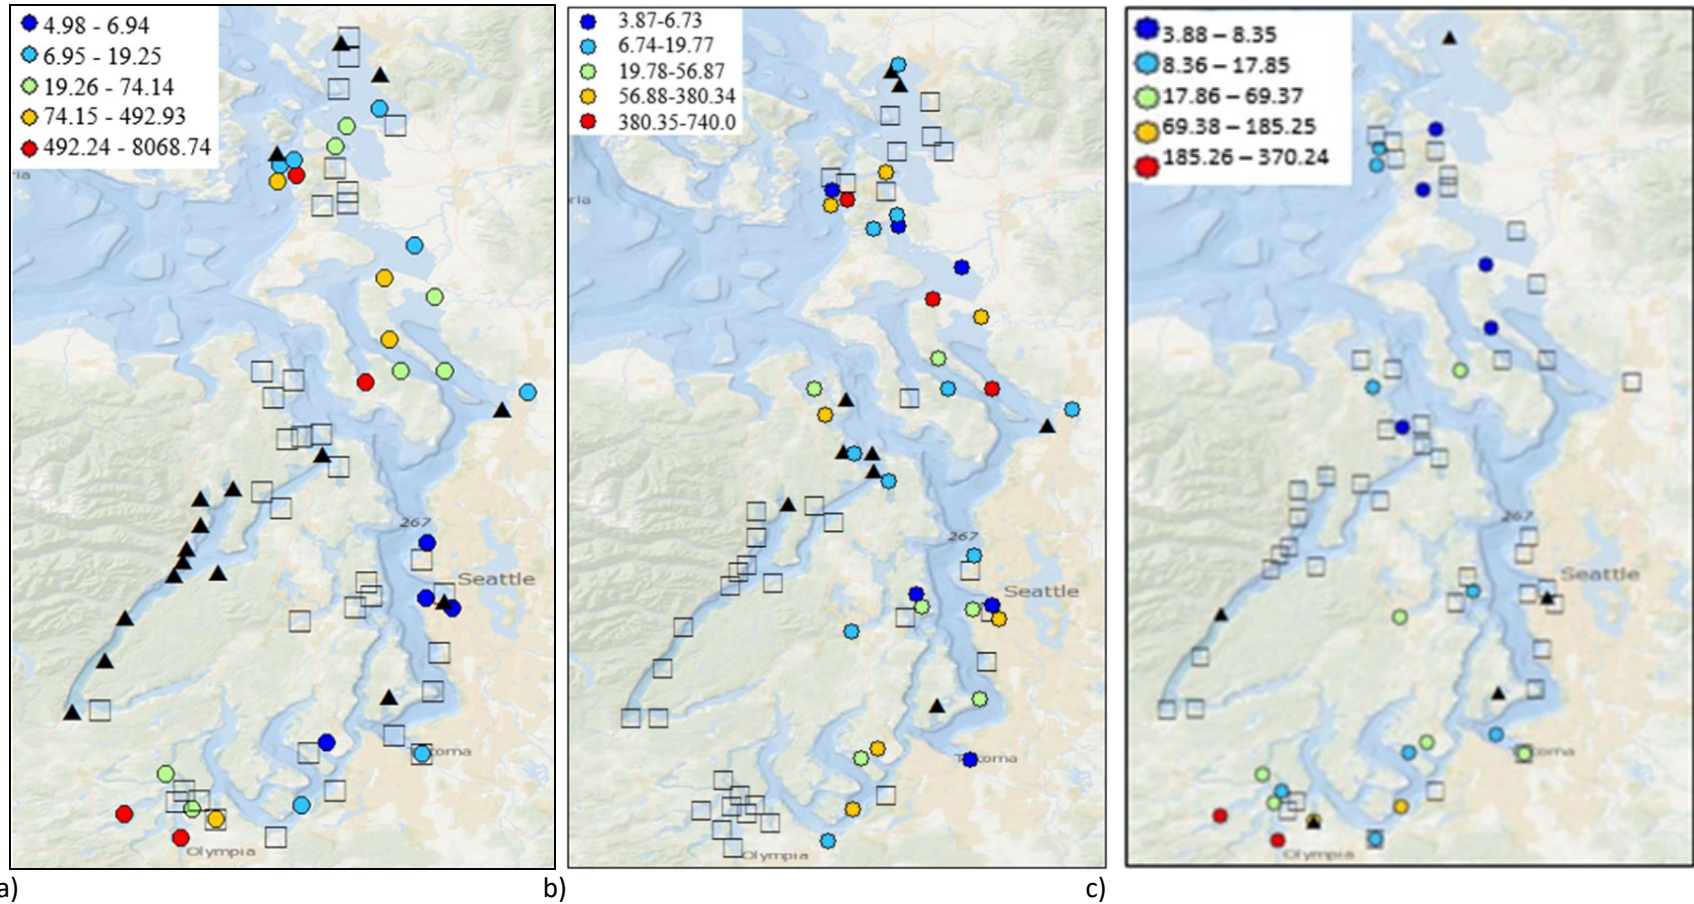 4.98 - 6.94
6.95 - 19.25
19.26 - 74.14
74.15 - 492.93
492.24 - 8068.74
ia
267
Seattle
Olympia
a)
3.87-6.73
6.74-19.77
19.78-56.87
56.88-380.34
380.35-740.0
ria
267
Seattle
Olympia
b)
3.88 – 8.35
8.36 – 17.85
17.86 – 69.37
69.38 – 185.25
185.26 – 370.24
267
Seattle
Olympia
c)